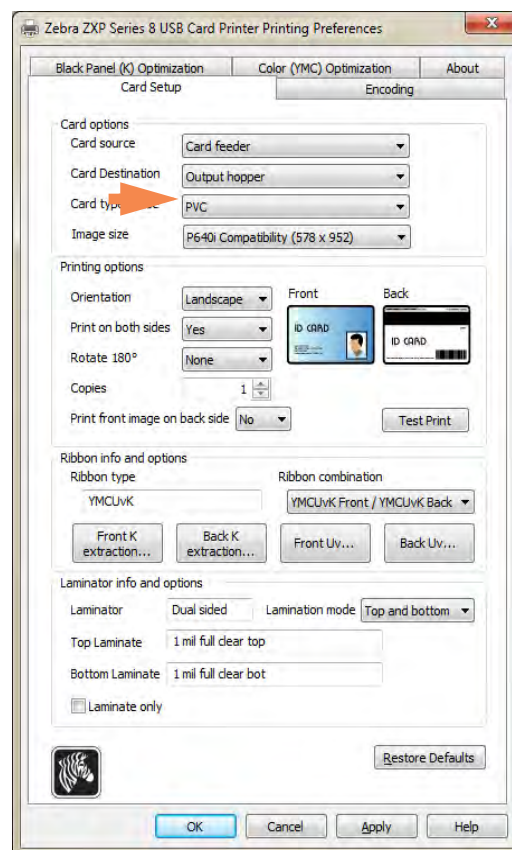 Zebra ZXP Series 8 USB Card Printer Printing Preferences
Black Panel (K) Optimization Color (YMC) Optimization About
Card Setup Encoding
Card options
Card source Card feeder
Card Destination Output hopper
Card PVC
Image size P640i Compatibility (578 x 952)
Printing options
Orientation Landscape Front Back
Print on both sides Yes
ID CARD ID CARD
Rotate 180° None
Copies 1
Print front image on back side No Test Print
Ribbon info and options
Ribbon type Ribbon combination
YMCUvK YMCUvK Front / YMCUvK Back
Front K Back K Front Uv... Back Uv...
extraction... extraction...
Laminator info and options
Laminator Dual sided Lamination mode Top and bottom
Top Laminate 1 mil full clear top
Bottom Laminate 1 mil full clear bot
Laminate only
Restore Defaults
OK Cancel Apply Help